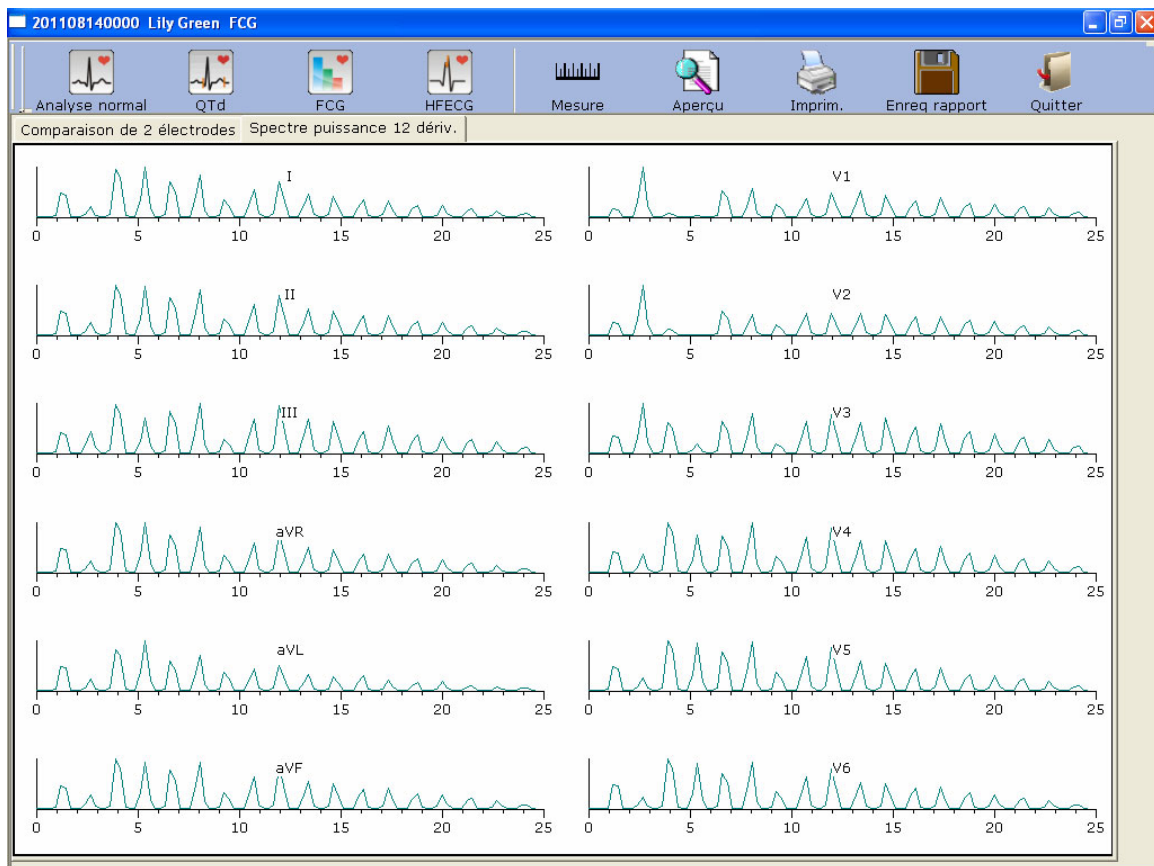 201108140000 Lily Green FCG
Analyse normal QTd FCG HFECG Mesure Aperçu Imprim. Enreq rapport Quitter
Comparaison de 2 électrodes Spectre puissance 12 dériv.
I V1
0 5 10 15 20 25 0 5 10 15 20 25
II V2
0 5 10 15 20 25 0 5 10 15 20 25
III V3
0 5 10 15 20 25 0 5 10 15 20 25
aVR V4
0 5 10 15 20 25 0 5 10 15 20 25
aVL V5
0 5 10 15 20 25 0 5 10 15 20 25
aVF V6
0 5 10 15 20 25 0 5 10 15 20 25